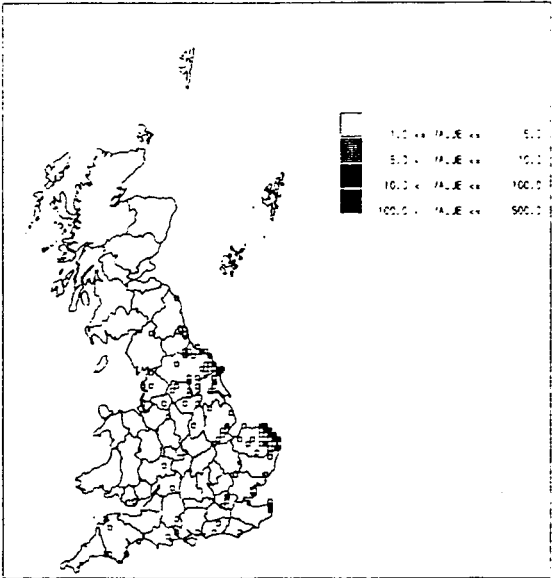 1.0 <= VALUE <= 5.0
5.0 < VALUE <= 10.0
10.0 < VALUE <= 100.0
100.0 < VALUE <= 500.0